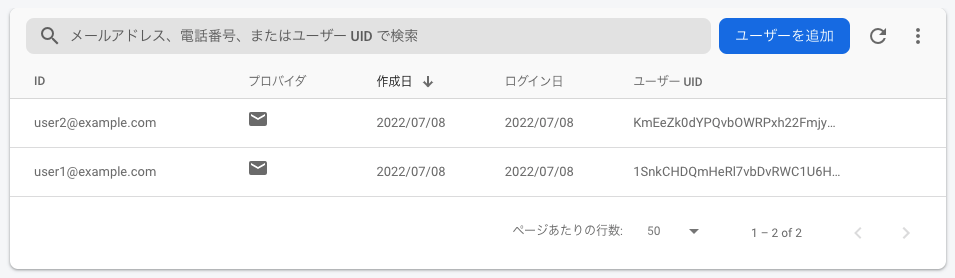 メールアドレス、電話番号、またはユーザー UID で検索 ユーザーを追加
ID プロバイダ 作成日 ログイン日 ユーザー UID
user2@example.com 2022/07/08 2022/07/08 KmEeZk0dYPQvbOWRPxh22Fmjy…
user1@example.com 2022/07/08 2022/07/08 1SnkCHDQmHeRl7vbDvRWC1U6H…
ページあたりの行数: 50 1 – 2 of 2